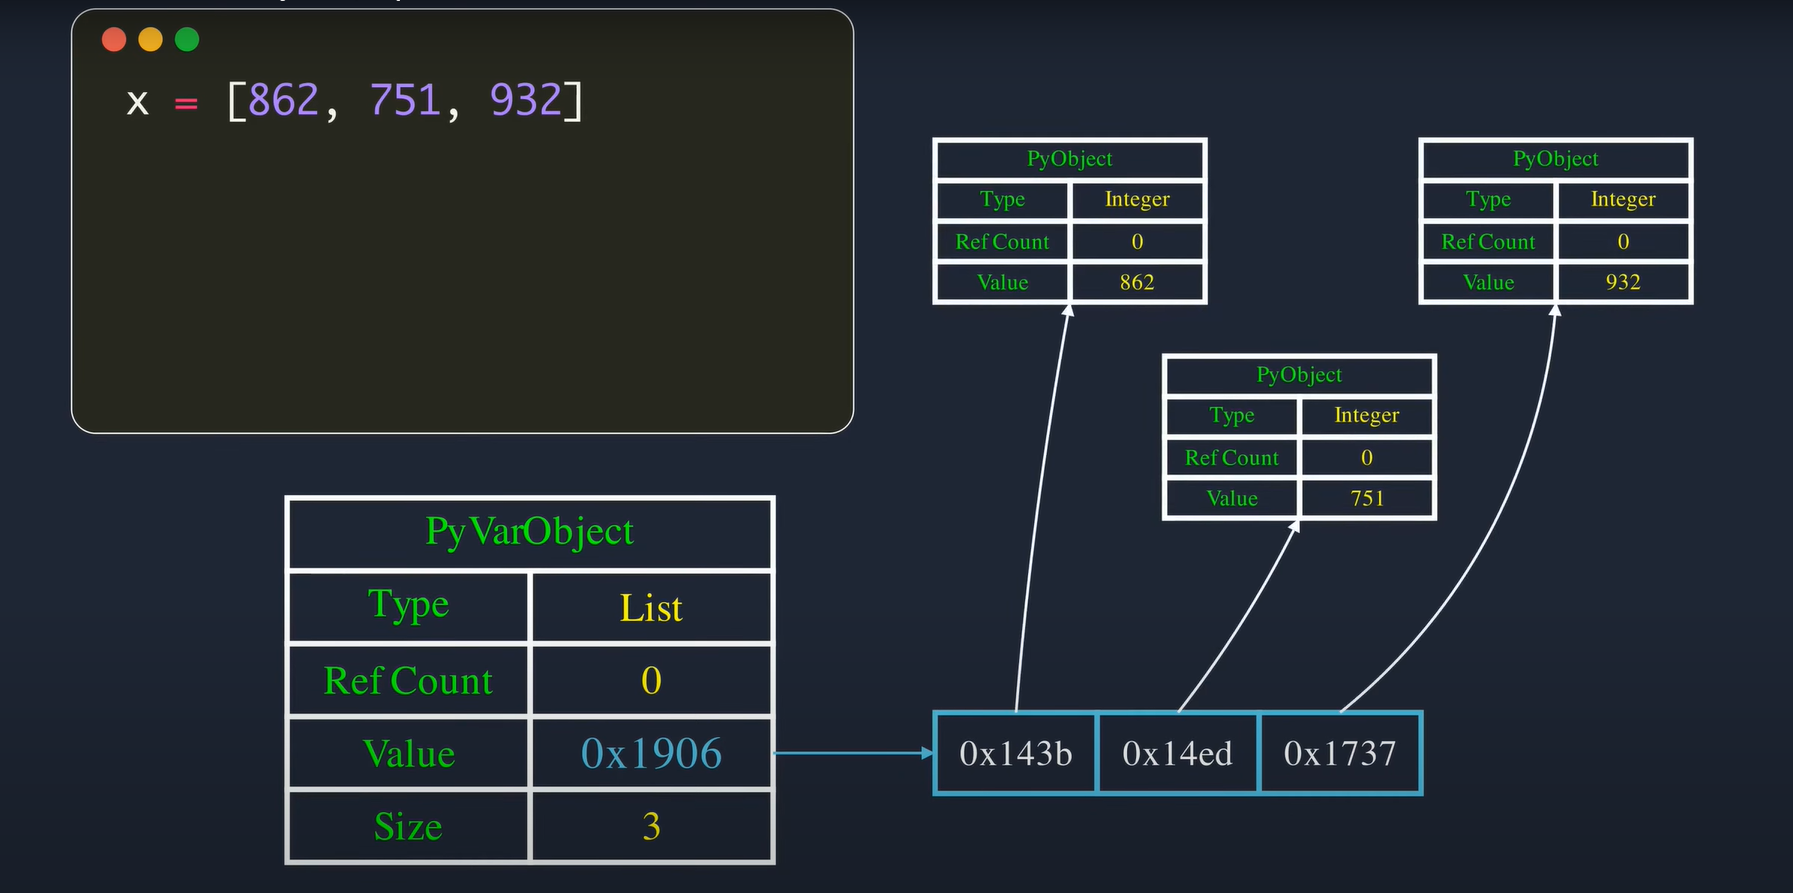 x = [862, 751, 932]
PyObject
Type Integer
Ref Count 0
Value 862
PyObject
Type Integer
Ref Count 0
Value 932
PyObject
Type Integer
Ref Count 0
Value 751
PyVarObject
Type List
Ref Count 0
Value 0x1906
Size 3
0x143b 0x14ed 0x1737